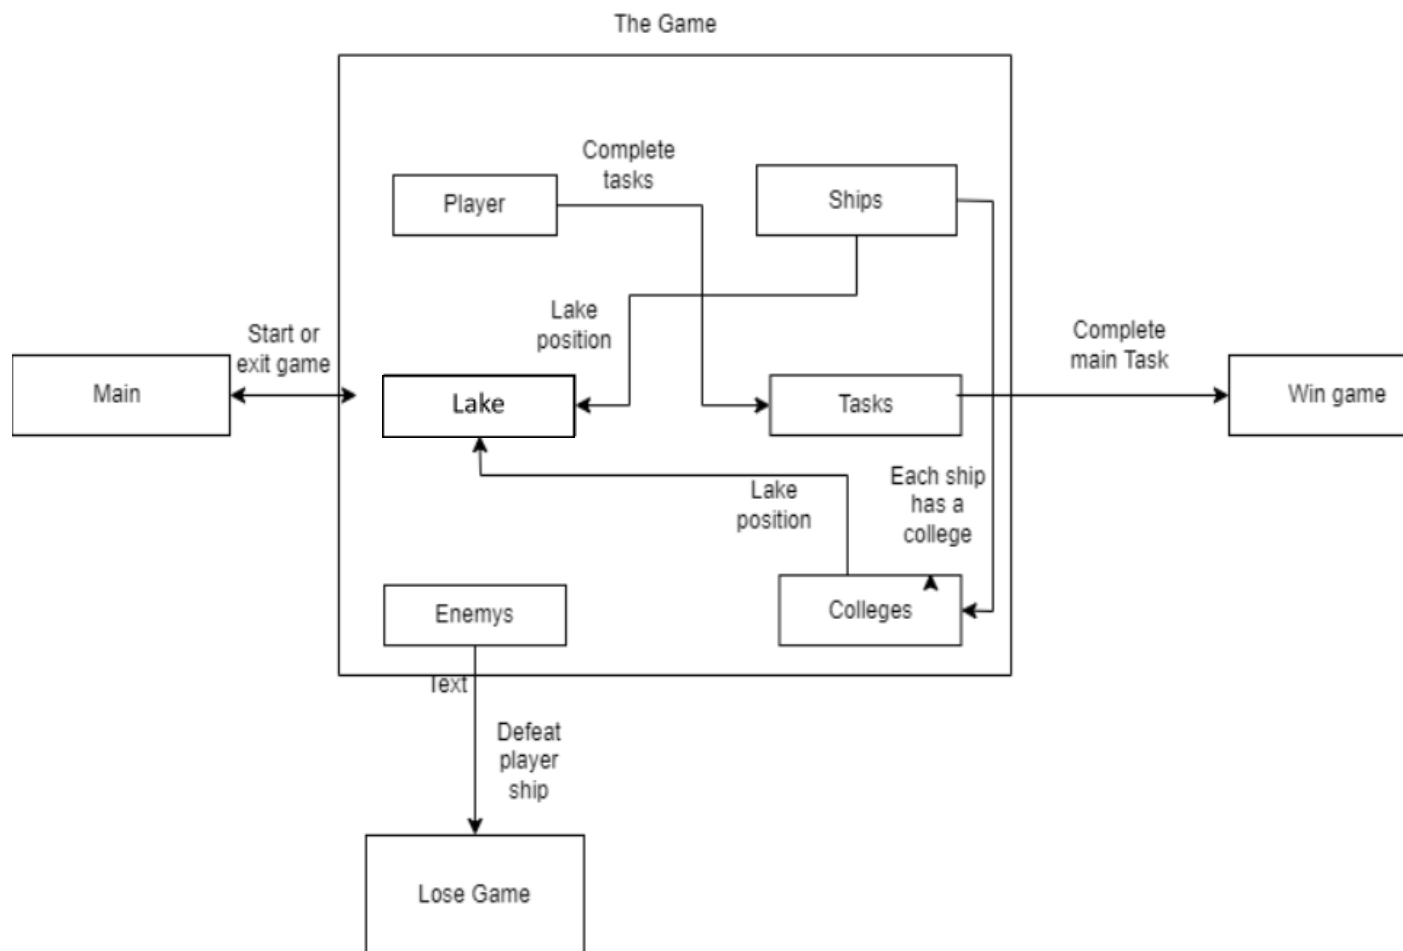 The Game
Complete
tasks
Player
Ships
Lake
position
Start or
exit game
Complete
main Task
Main
Lake
Tasks
Win game
Each ship
has a
college
Lake
position
Enemys
Colleges
Text
Defeat
player
ship
Lose Game